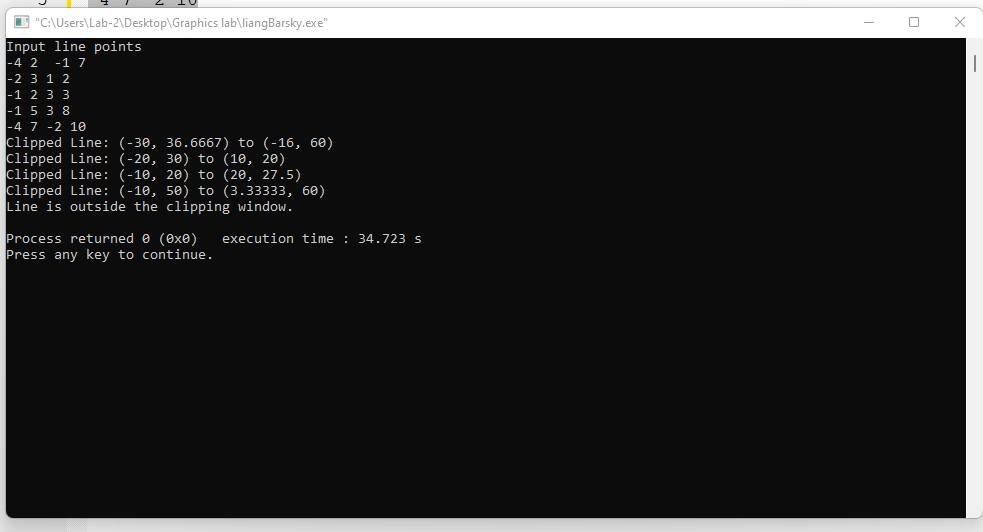 "C:\Users\Lab-2\Desktop\Graphics lab\liangBarsky.exe"
Input line points
-4 2  -1 7
-2 3 1 2
-1 2 3 3
-1 5 3 8
-4 7 -2 10
Clipped Line: (-30, 36.6667) to (-16, 60)
Clipped Line: (-20, 30) to (10, 20)
Clipped Line: (-10, 20) to (20, 27.5)
Clipped Line: (-10, 50) to (3.33333, 60)
Line is outside the clipping window.
Process returned 0 (0x0)   execution time : 34.723 s
Press any key to continue.